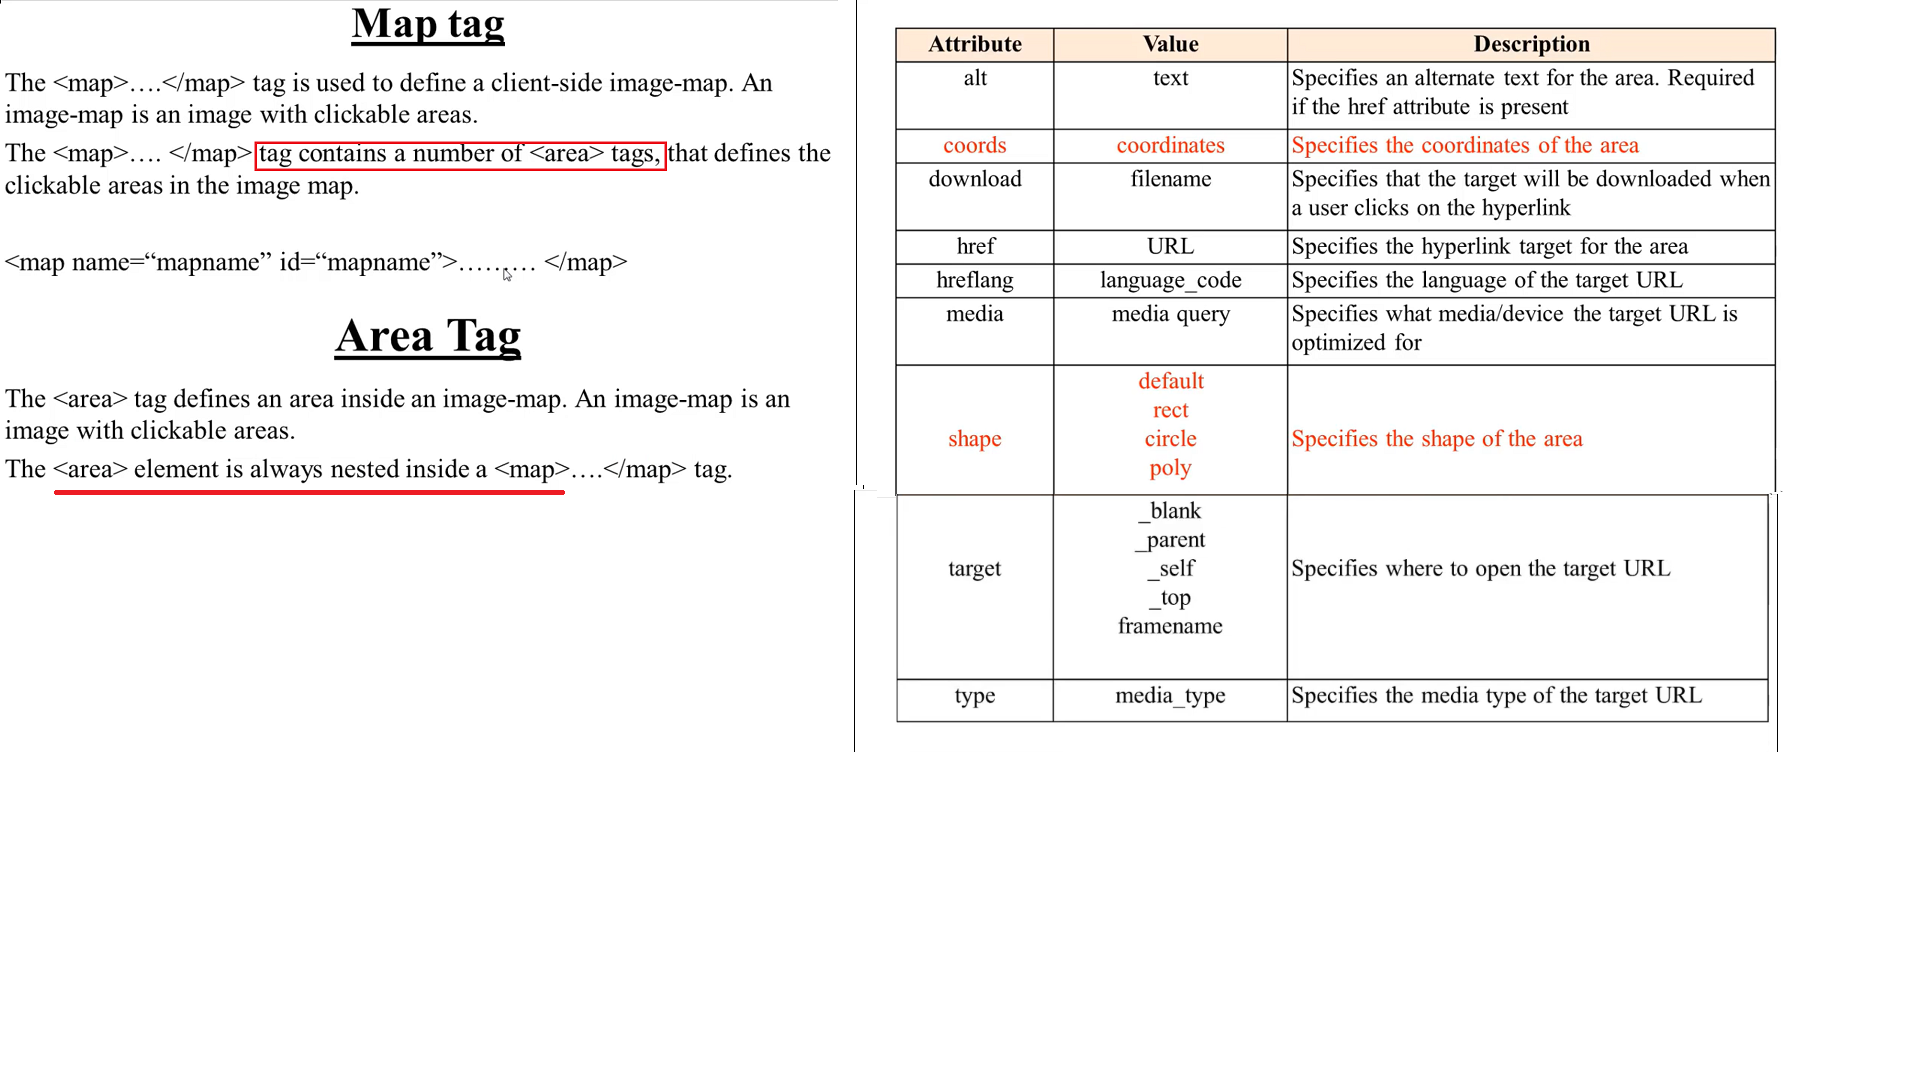 Map tag
The <map>….</map> tag is used to define a client-side image-map. An
image-map is an image with clickable areas.
The <map>…. </map> tag contains a number of <area> tags, that defines the
clickable areas in the image map.
<map name=“mapname” id=“mapname”>……… </map>
Area Tag
The <area> tag defines an area inside an image-map. An image-map is an
image with clickable areas.
The <area> element is always nested inside a <map>….</map> tag.
Attribute Value Description
alt text Specifies an alternate text for the area. Required
if the href attribute is present
coords coordinates Specifies the coordinates of the area
download filename Specifies that the target will be downloaded when
a user clicks on the hyperlink
href URL Specifies the hyperlink target for the area
hreflang language_code Specifies the language of the target URL
media media query Specifies what media/device the target URL is
optimized for
default
rect
shape circle Specifies the shape of the area
poly
_blank
_parent
target _self Specifies where to open the target URL
_top
framename
type media_type Specifies the media type of the target URL